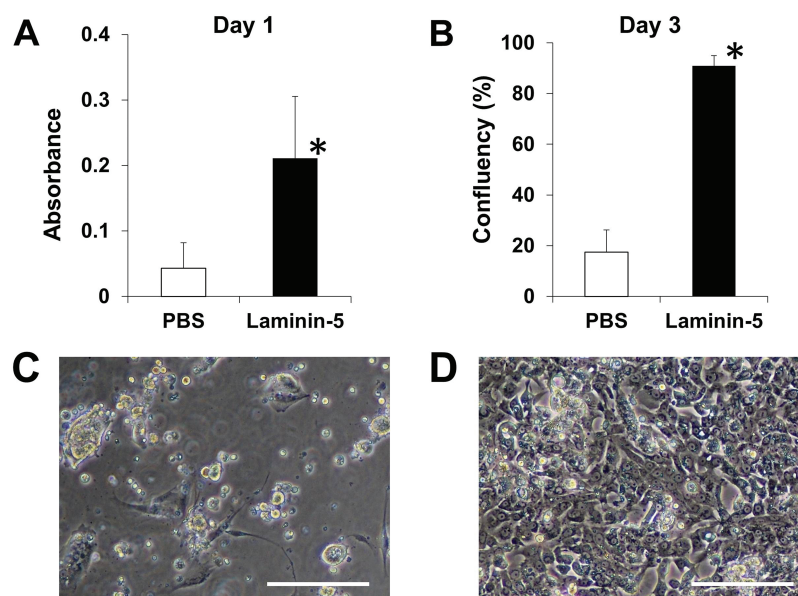 A
Day 1
Absorbance
0.4
0.3
0.2
0.1
0
*
PBS
Laminin-5
B
Day 3
Confluency (%)
100
80
60
40
20
0
*
PBS
Laminin-5
C
D